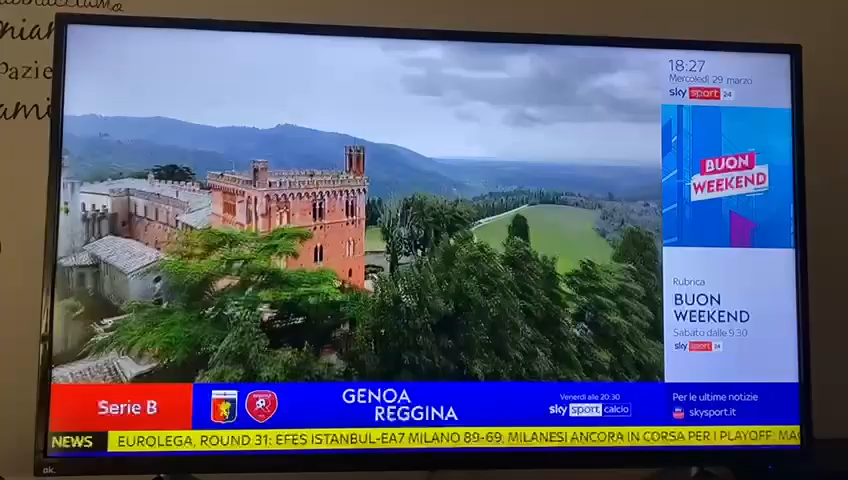 18:27
Mercoledì 29 marzo
sky sport 24
BUON
WEEKEND
Rubrica
BUON
WEEKEND
Sabato dalle 9.30
sky sport 24
Serie B
GENOA
REGGINA
Venerdì alle 20:30
sky sport calcio
Per le ultime notizie
skysport.it
NEWS
EUROLEGA, ROUND 31: EFES ISTANBUL-EA7 MILANO 89-69, MILANESI ANCORA IN CORSA PER I PLAYOFF
ok.